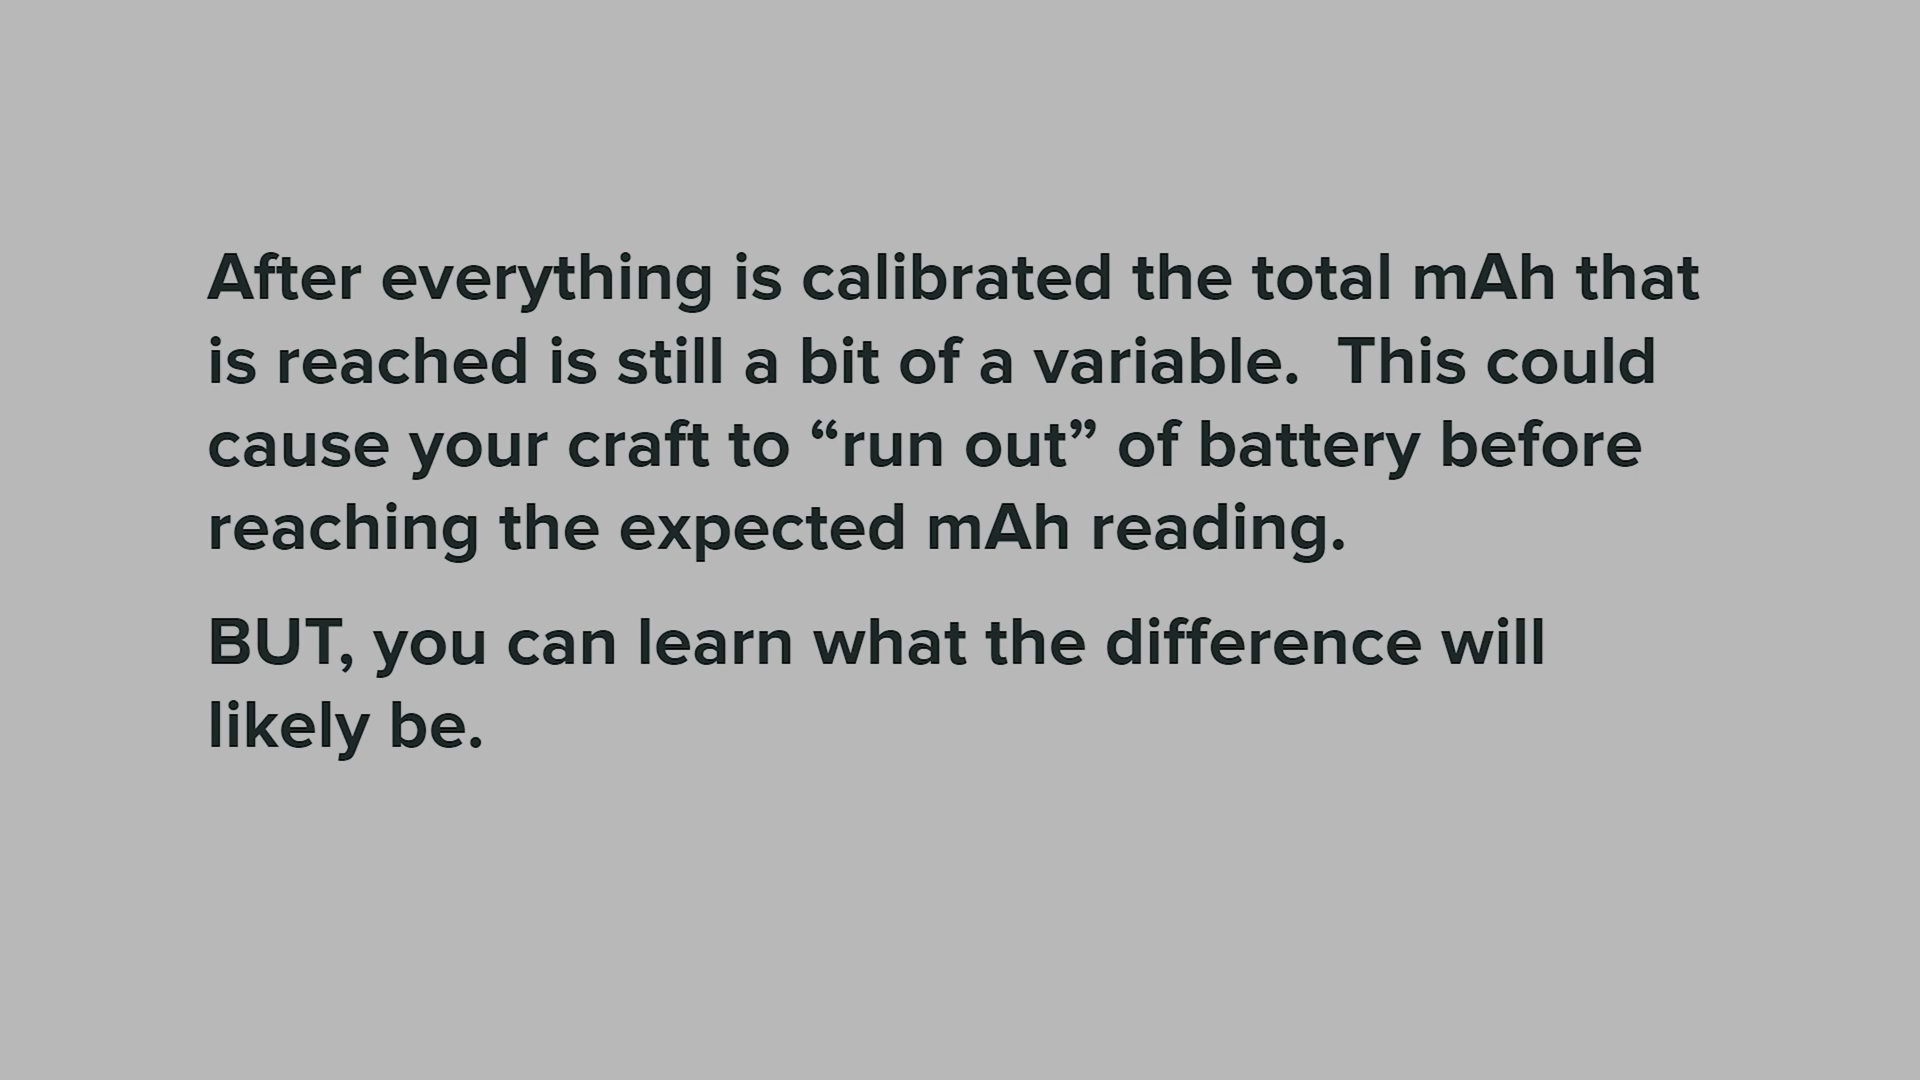 After everything is calibrated the total mAh that
is reached is still a bit of a variable.  This could
cause your craft to “run out” of battery before
reaching the expected mAh reading.
BUT, you can learn what the difference will
likely be.